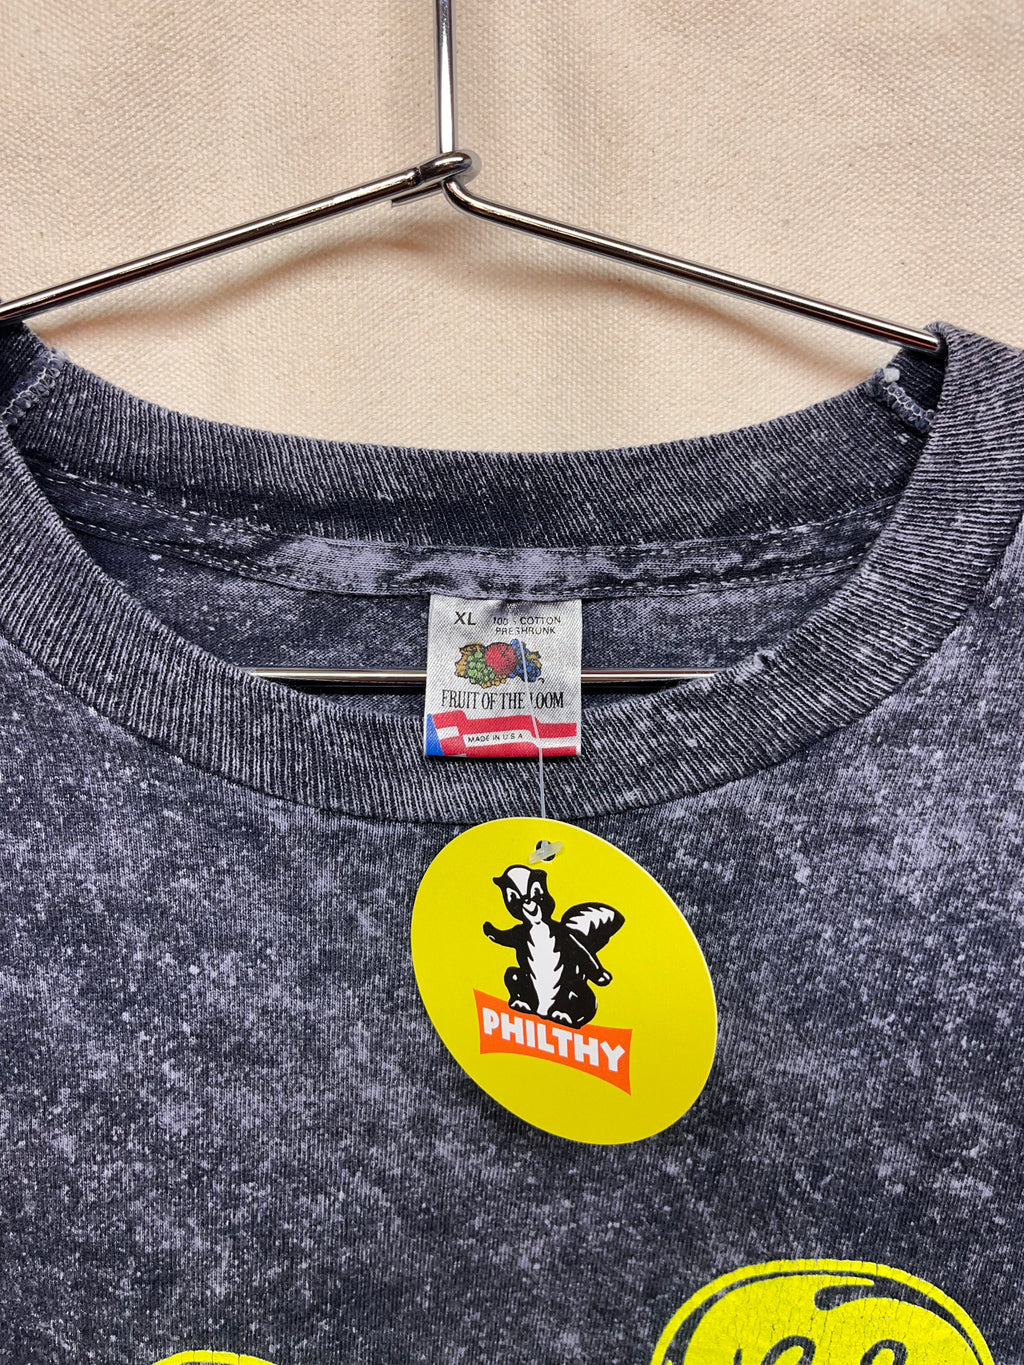 XL 100% COTTON
PRESHRUNK
FRUIT OF THE LOOM
MADE IN U S A
PHILTHY